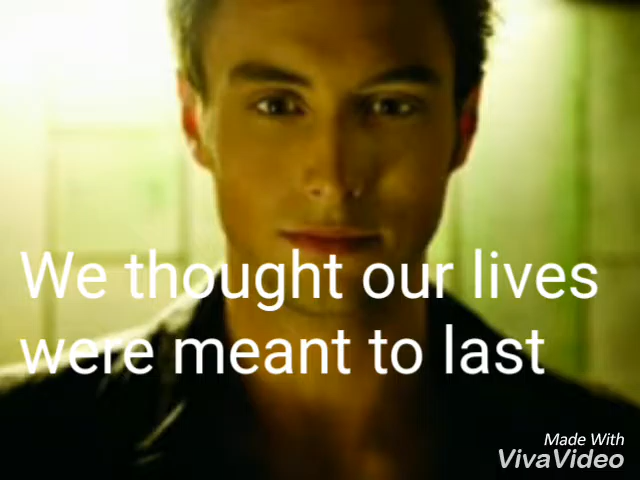 We thought our lives
were meant to last
Made With
VivaVideo